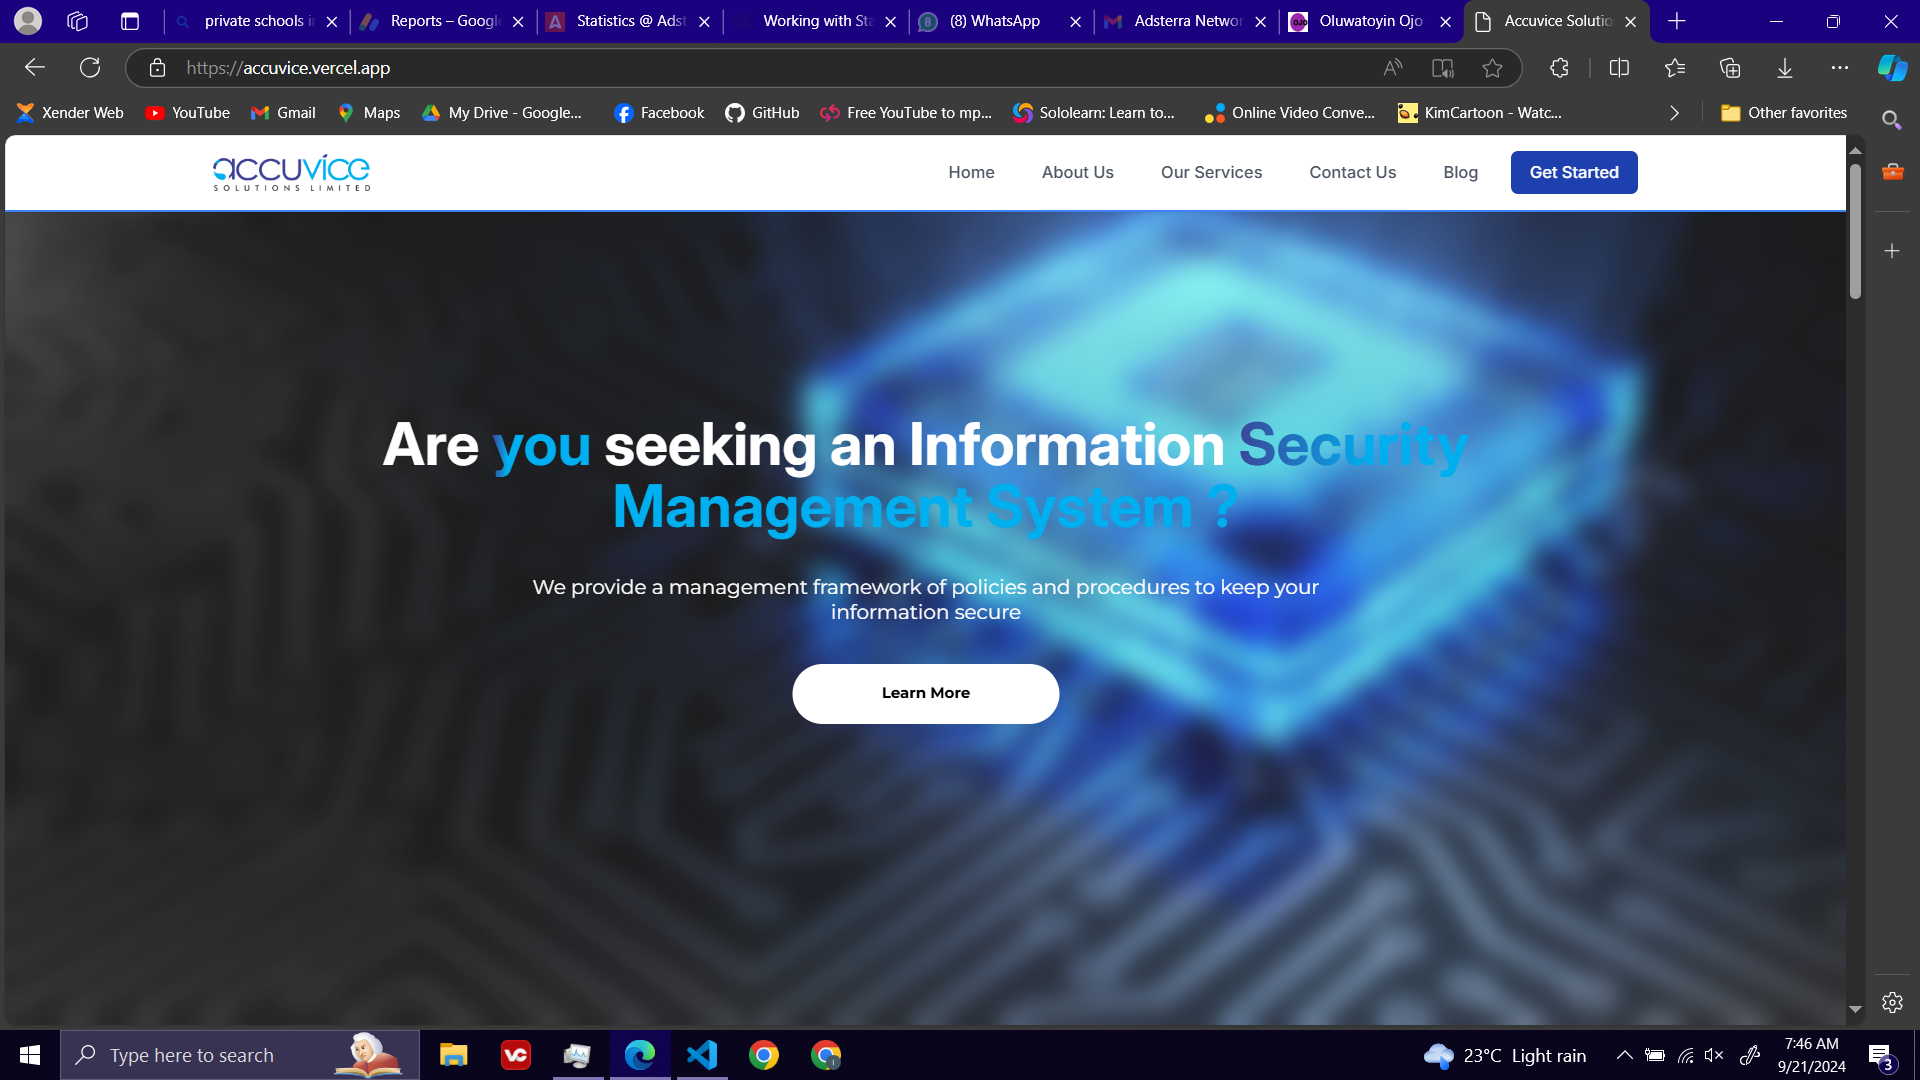 private schools in
Reports – Googl
Statistics @ Adst
Working with Sta
(8) WhatsApp
Adsterra Networ
Oluwatoyin Ojo
Accuvice Solutio
https://accuvice.vercel.app
Xender Web
YouTube
Gmail
Maps
My Drive - Google...
Facebook
GitHub
Free YouTube to mp...
Sololearn: Learn to...
Online Video Conve...
KimCartoon - Watc...
Other favorites
accuvice
SOLUTIONS LIMITED
Home
About Us
Our Services
Contact Us
Blog
Get Started
Are you seeking an Information Security
Management System ?
We provide a management framework of policies and procedures to keep your
information secure
Learn More
Type here to search
23°C Light rain
7:46 AM
9/21/2024
3